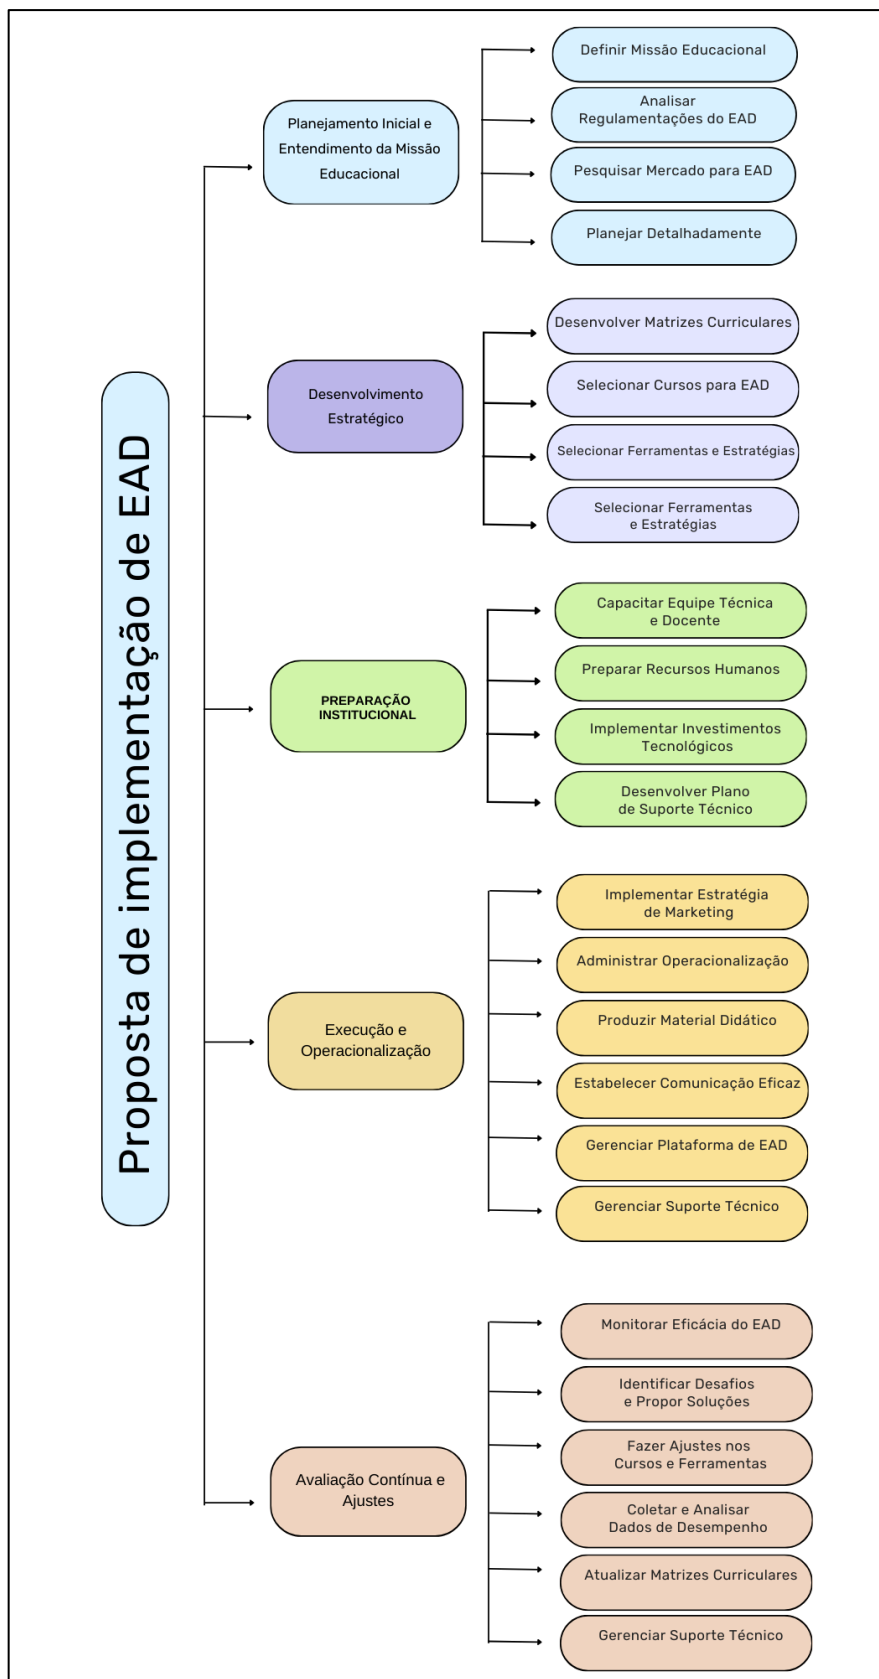 Proposta de implementação de EAD
Planejamento Inicial e
Entendimento da Missão
Educacional
Definir Missão Educacional
Analisar
Regulamentações do EAD
Pesquisar Mercado para EAD
Planejar Detalhadamente
Desenvolvimento
Estratégico
Desenvolver Matrizes Curriculares
Selecionar Cursos para EAD
Selecionar Ferramentas e Estratégias
Selecionar Ferramentas
e Estratégias
PREPARAÇÃO
INSTITUCIONAL
Capacitar Equipe Técnica
e Docente
Preparar Recursos Humanos
Implementar Investimentos
Tecnológicos
Desenvolver Plano
de Suporte Técnico
Execução e
Operacionalização
Implementar Estratégia
de Marketing
Administrar Operacionalização
Produzir Material Didático
Estabelecer Comunicação Eficaz
Gerenciar Plataforma de EAD
Gerenciar Suporte Técnico
Avaliação Contínua e
Ajustes
Monitorar Eficácia do EAD
Identificar Desafios
e Propor Soluções
Fazer Ajustes nos
Cursos e Ferramentas
Coletar e Analisar
Dados de Desempenho
Atualizar Matrizes Curriculares
Gerenciar Suporte Técnico